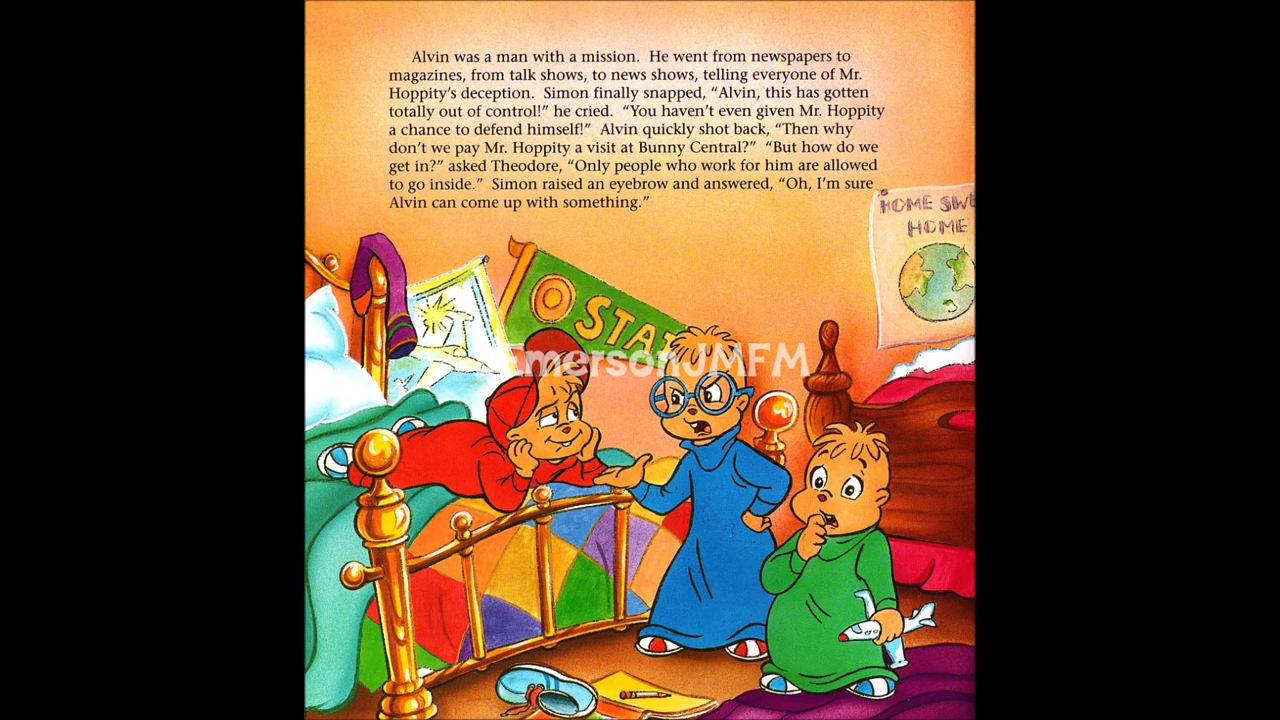 Alvin was a man with a mission. He went from newspapers to
magazines, from talk shows, to news shows, telling everyone of Mr.
Hoppity's deception. Simon finally snapped, “Alvin, this has gotten
totally out of control!” he cried. “You haven't even given Mr. Hoppity
a chance to defend himself!” Alvin quickly shot back, “Then why
don't we pay Mr. Hoppity a visit at Bunny Central?” “But how do we
get in?” asked Theodore, “Only people who work for him are allowed
to go inside.” Simon raised an eyebrow and answered, “Oh, I'm sure
Alvin can come up with something.”
HOME SWE
HOME
STA
EmersonJMFM